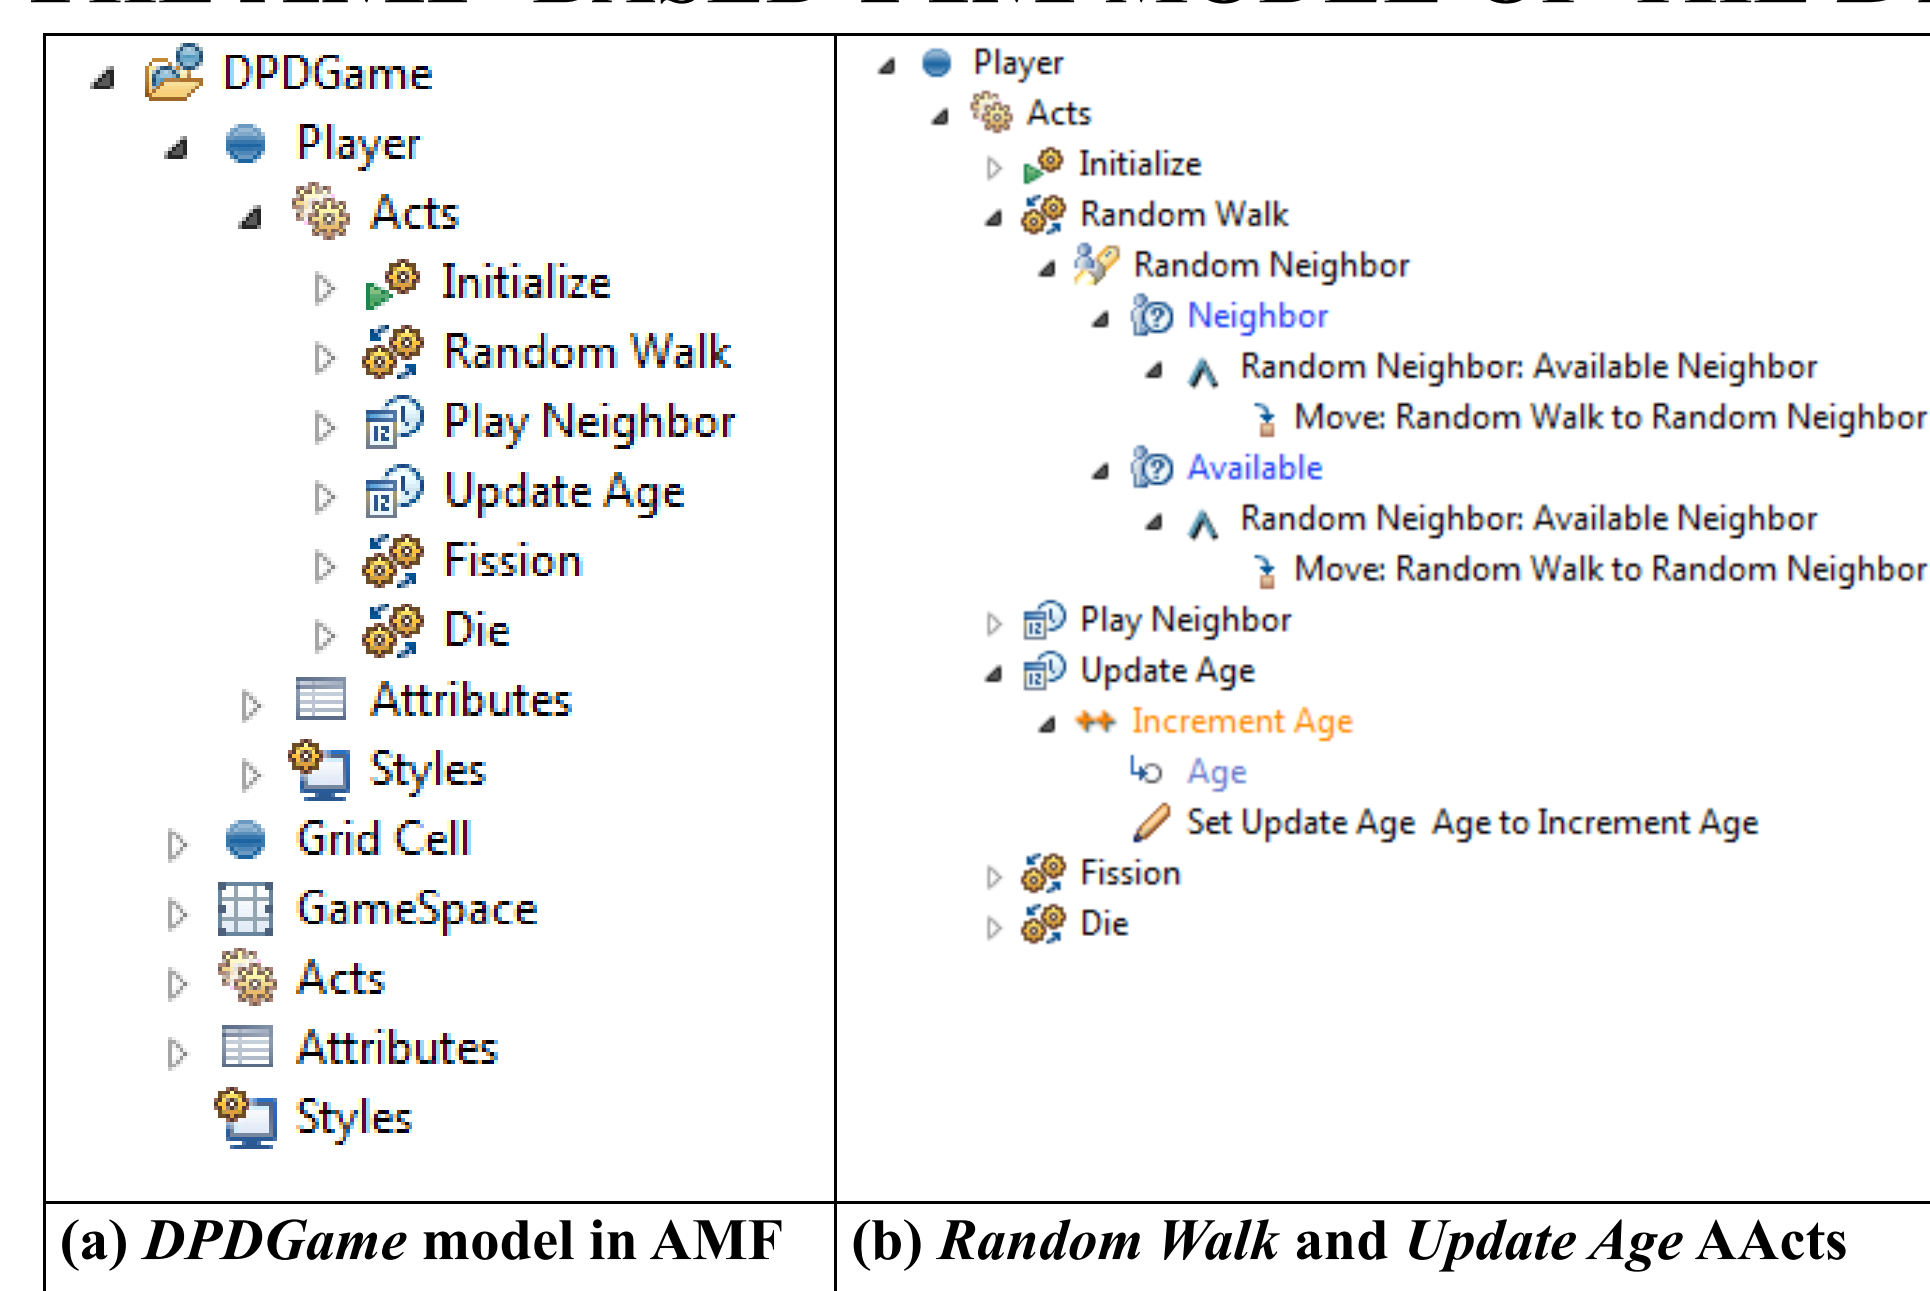 DPDGame
Player
Acts
Initialize
Random Walk
Play Neighbor
Update Age
Fission
Die
Attributes
Styles
Grid Cell
GameSpace
Acts
Attributes
Styles
(a) DPDGame model in AMF
Player
Acts
Initialize
Random Walk
Random Neighbor
Neighbor
Random Neighbor: Available Neighbor
Move: Random Walk to Random Neighbor
Available
Random Neighbor: Available Neighbor
Move: Random Walk to Random Neighbor
Play Neighbor
Update Age
Increment Age
Age
Set Update Age Age to Increment Age
Fission
Die
(b) Random Walk and Update Age AActs